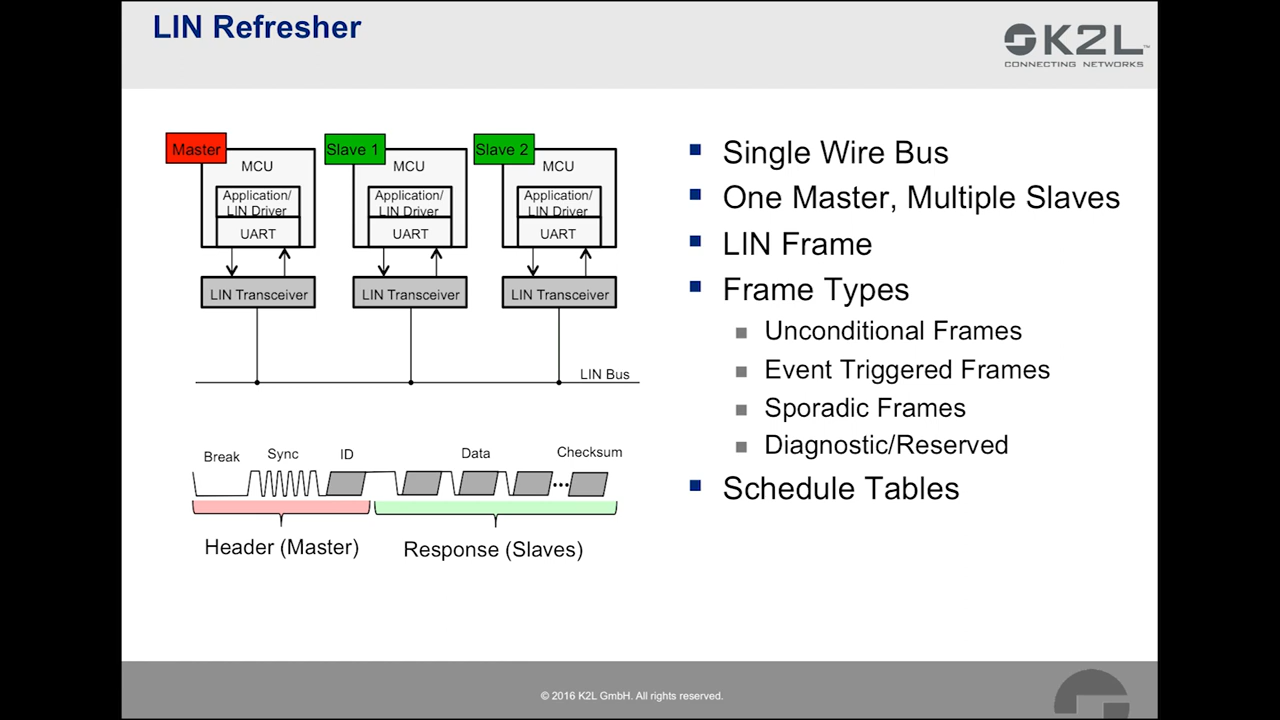 LIN Refresher
K2L
CONNECTING NETWORKS
Master
Slave 1
Slave 2
MCU
MCU
MCU
Application/
LIN Driver
Application/
LIN Driver
Application/
LIN Driver
UART
UART
UART
LIN Transceiver
LIN Transceiver
LIN Transceiver
LIN Bus
Break
Sync
ID
Data
Checksum
Header (Master)
Response (Slaves)
Single Wire Bus
One Master, Multiple Slaves
LIN Frame
Frame Types
Unconditional Frames
Event Triggered Frames
Sporadic Frames
Diagnostic/Reserved
Schedule Tables
© 2016 K2L GmbH. All rights reserved.